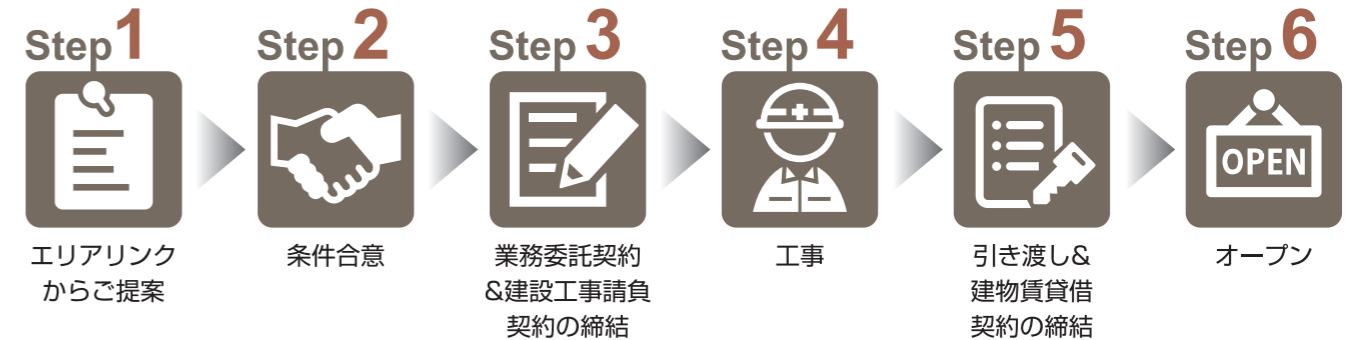 Step1
Step2
Step3
Step4
Step5
Step6
OPEN
エリアリンク
からご提案
条件合意
業務委託契約
&建設工事請負
契約の締結
工事
引き渡し&
建物賃貸借
契約の締結
オープン